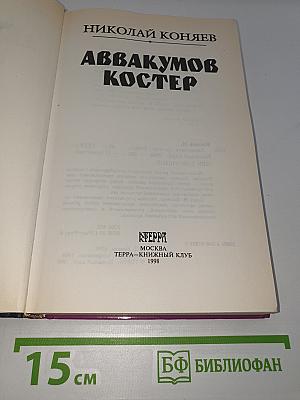 НИКОЛАЙ КОНЯЕВ
АВВАКУМОВ
КОСТЕР
ТЕРРА
МОСКВА
ТЕРРА—КНИЖНЫЙ КЛУБ
1998
15 см
БФ БИБЛИОФАН